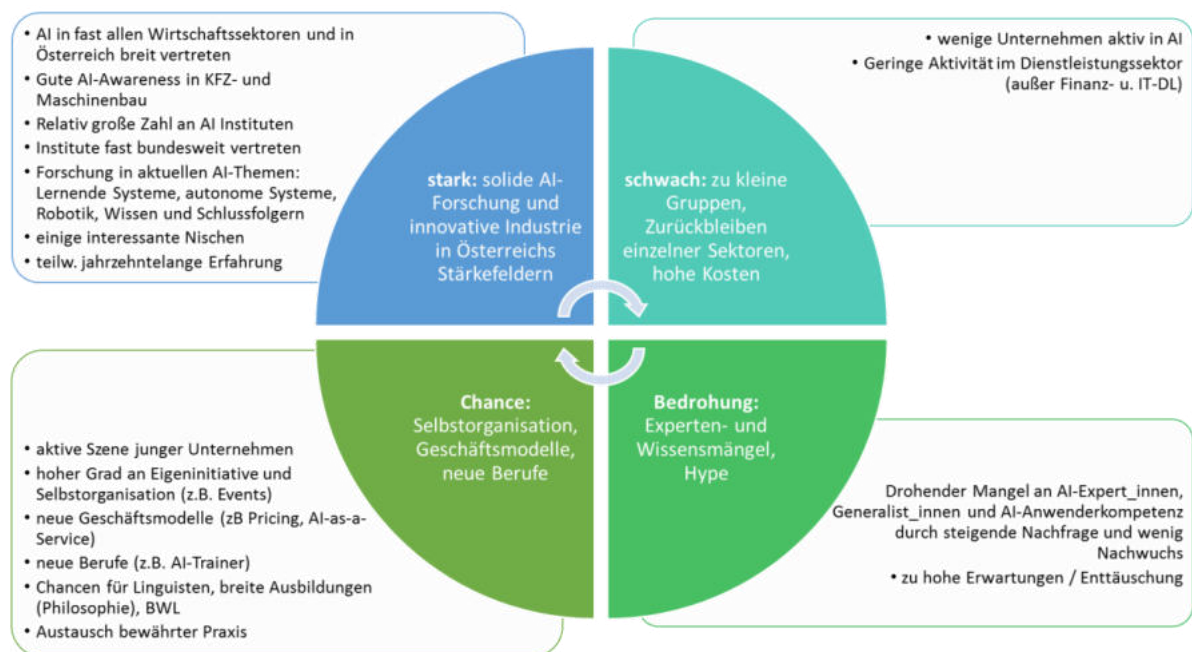 • AI in fast allen Wirtschaftssektoren und in
Österreich breit vertreten
• Gute AI-Awareness in KFZ- und
Maschinenbau
• Relativ große Zahl an AI Instituten
• Institute fast bundesweit vertreten
• Forschung in aktuellen AI-Themen:
Lernende Systeme, autonome Systeme,
Robotik, Wissen und Schlussfolgern
• einige interessante Nischen
• teilw. jahrzehntelange Erfahrung
stark: solide AI-
Forschung und
innovative Industrie
in Österreichs
Stärkefeldern
schwach: zu kleine
Gruppen,
Zurückbleiben
einzelner Sektoren,
hohe Kosten
• wenige Unternehmen aktiv in AI
• Geringe Aktivität im Dienstleistungssektor
(außer Finanz- u. IT-DL)
• aktive Szene junger Unternehmen
• hoher Grad an Eigeninitiative und
Selbstorganisation (z.B. Events)
• neue Geschäftsmodelle (zB Pricing, AI-as-a-
Service)
• neue Berufe (z.B. AI-Trainer)
• Chancen für Linguisten, breite Ausbildungen
(Philosophie), BWL
• Austausch bewährter Praxis
Chance:
Selbstorganisation,
Geschäftsmodelle,
neue Berufe
Bedrohung:
Experten- und
Wissensmängel,
Hype
Drohender Mangel an AI-Expert_innen,
Generalist_innen und AI-Anwenderkompetenz
durch steigende Nachfrage und wenig
Nachwuchs
• zu hohe Erwartungen / Enttäuschung